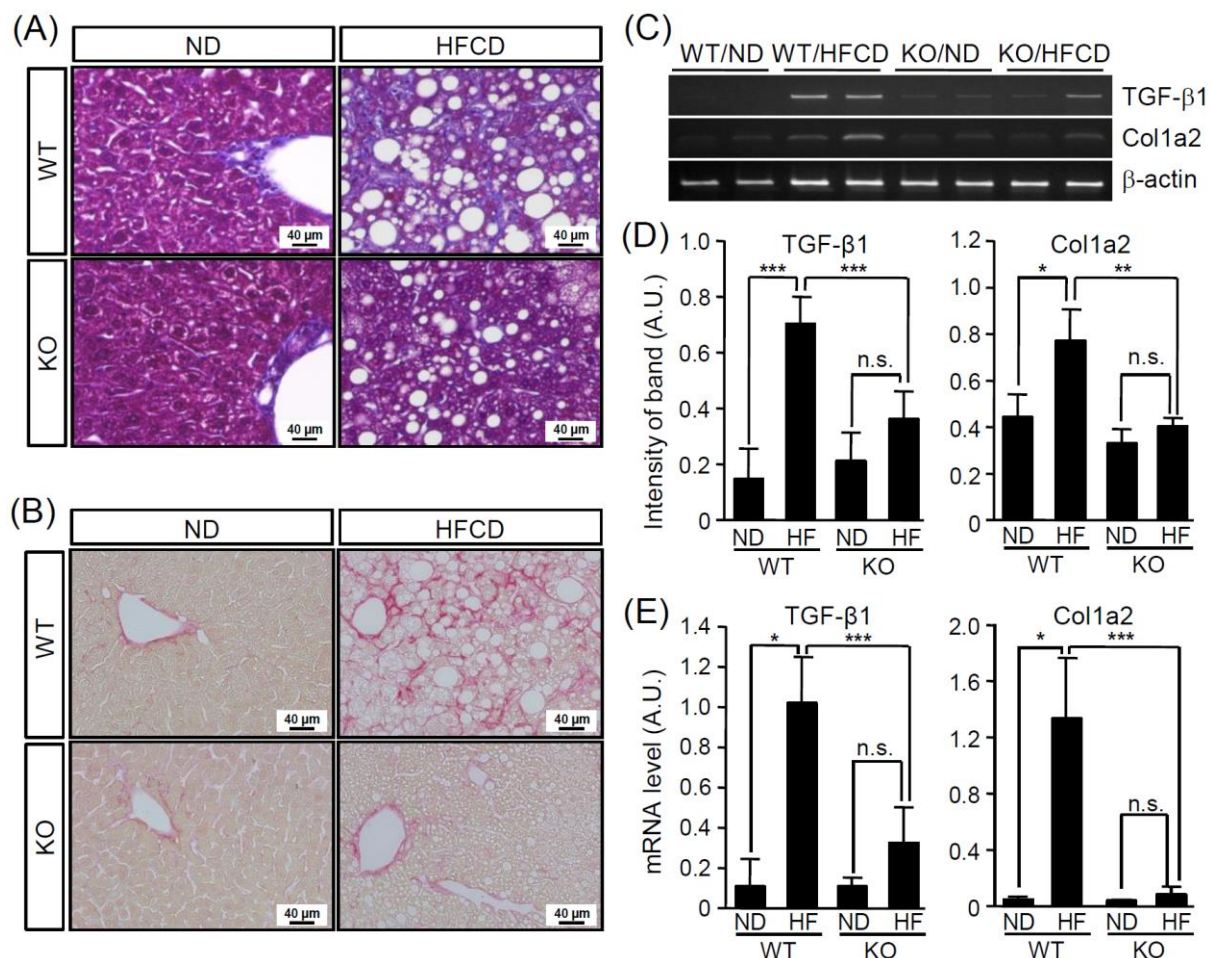 (A)
ND HFCD
WT
40 µm 40 µm
KO
40 µm 40 µm
(B)
ND HFCD
WT
40 µm 40 µm
KO
40 µm 40 µm
(C)
WT/ND WT/HFCD KO/ND KO/HFCD
TGF-β1
Col1a2
β-actin
(D)
TGF-β1
Intensity of band (A.U.)
1.0
0.8
0.6
0.4
0.2
0
*** ***
n.s.
ND HF ND HF
WT KO
Col1a2
1.2
1.0
0.8
0.6
0.4
0.2
0
* **
n.s.
ND HF ND HF
WT KO
(E)
TGF-β1
mRNA level (A.U.)
1.4
1.2
1.0
0.8
0.6
0.4
0.2
0
* ***
n.s.
ND HF ND HF
WT KO
Col1a2
2.0
1.6
1.2
0.8
0.4
0
* ***
n.s.
ND HF ND HF
WT KO